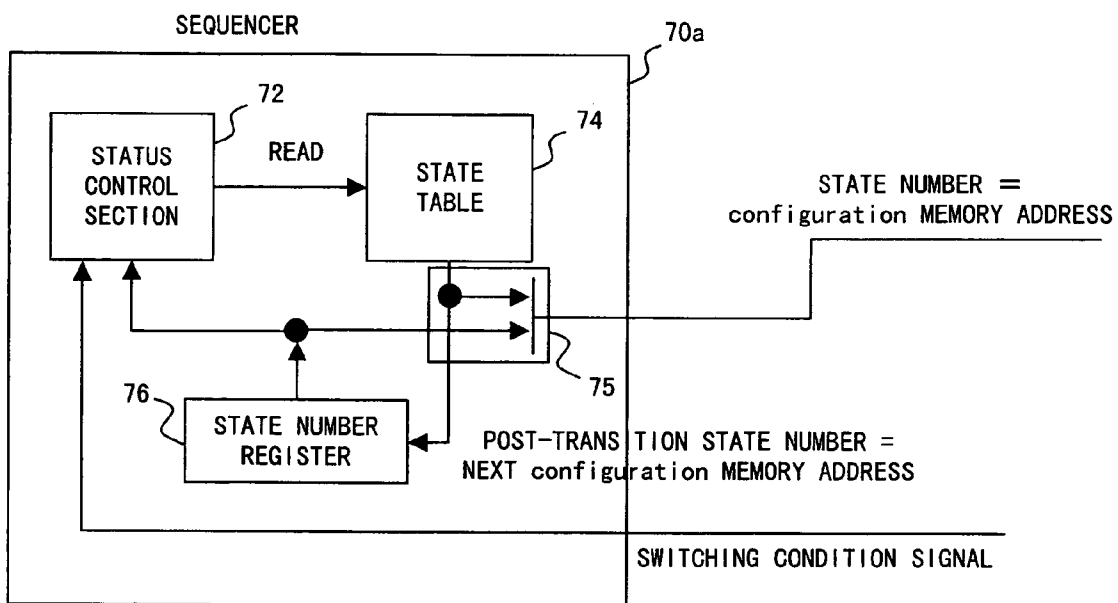 SEQUENCER
70a
72
74
STATUS
CONTROL
SECTION
READ
STATE
TABLE
STATE NUMBER =
configuration MEMORY ADDRESS
75
76
STATE NUMBER
REGISTER
POST-TRANSITION STATE NUMBER =
NEXT configuration MEMORY ADDRESS
SWITCHING CONDITION SIGNAL